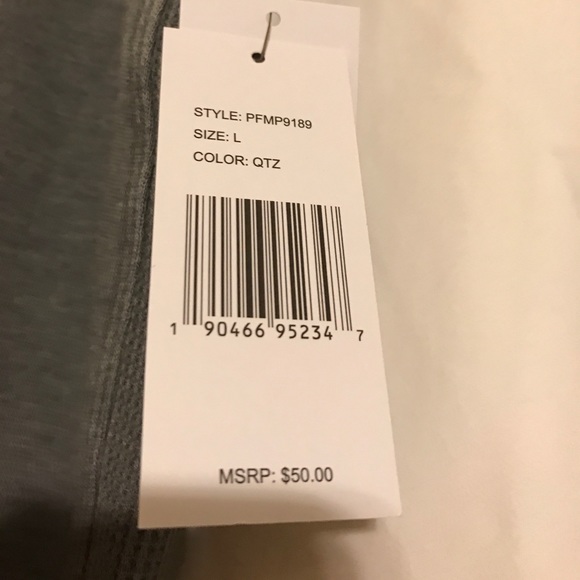 STYLE: PFMP9189
SIZE: L
COLOR: QTZ
1 90466 95234 7
MSRP: $50.00